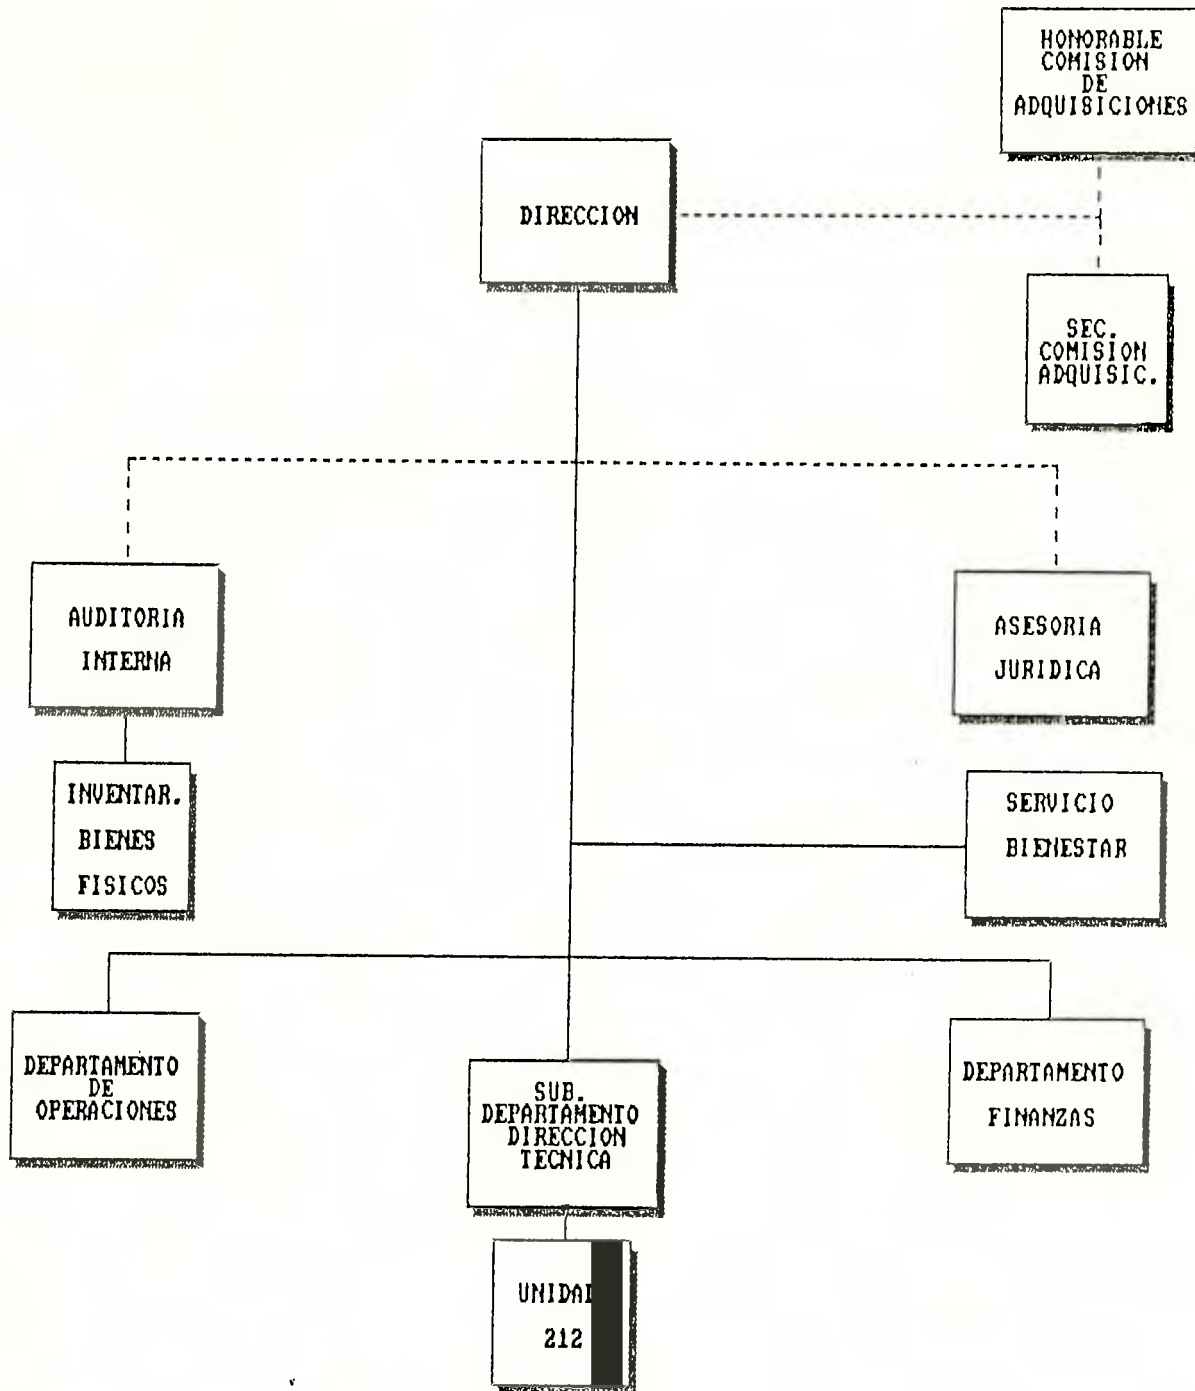 HONORABLE
COMISION
DE
ADQUISICIONES
DIRECCION
SEC.
COMISION
ADQUISIC.
AUDITORIA
INTERNA
ASESORIA
JURIDICA
INVENTAR.
BIENES
FISICOS
SERVICIO
BIENESTAR
DEPARTAMENTO
DE
OPERACIONES
SUB.
DEPARTAMENTO
DIRECCION
TECNICA
DEPARTAMENTO
FINANZAS
212